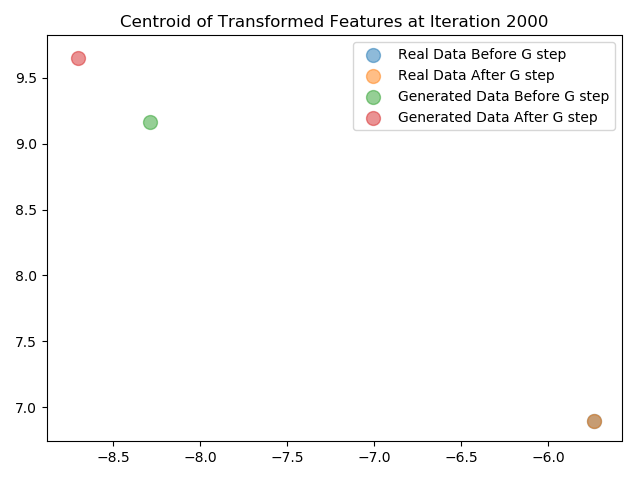 Centroid of Transformed Features at Iteration 2000
Real Data Before G step
Real Data After G step
Generated Data Before G step
Generated Data After G step
9.5
9.0
8.5
8.0
7.5
7.0
−8.5
−8.0
−7.5
−7.0
−6.5
−6.0